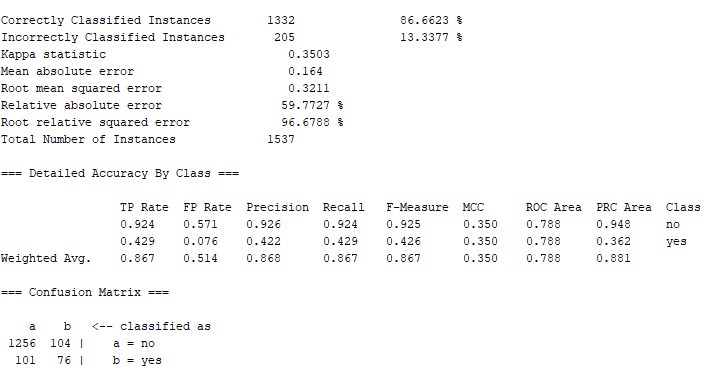 Correctly Classified Instances 1332 86.6623 %
Incorrectly Classified Instances 205 13.3377 %
Kappa statistic 0.3503
Mean absolute error 0.164
Root mean squared error 0.3211
Relative absolute error 59.7727 %
Root relative squared error 96.6788 %
Total Number of Instances 1537
=== Detailed Accuracy By Class ===
TP Rate FP Rate Precision Recall F-Measure MCC ROC Area PRC Area Class
0.924 0.571 0.926 0.924 0.925 0.350 0.788 0.948 no
0.429 0.076 0.422 0.429 0.426 0.350 0.788 0.362 yes
Weighted Avg. 0.867 0.514 0.868 0.867 0.867 0.350 0.788 0.881
=== Confusion Matrix ===
a b <-- classified as
1256 104 | a = no
101 76 | b = yes